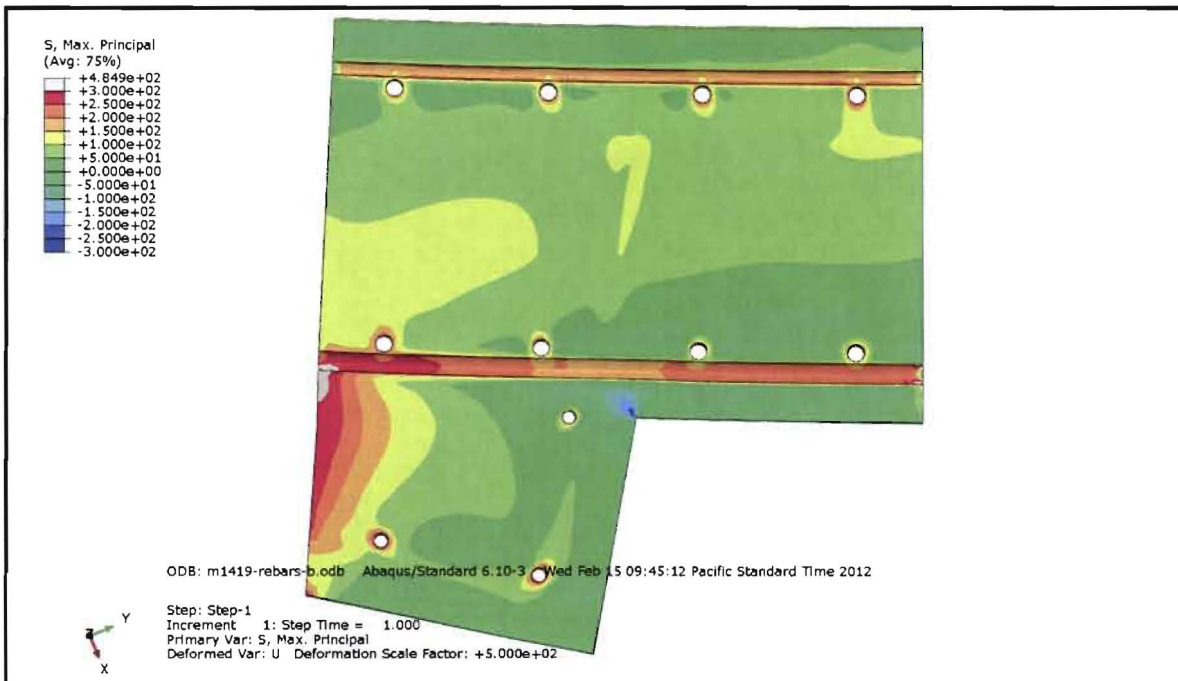 S, Max. Principal
(Avg: 75%)
+4.849e+02
+3.000e+02
+2.500e+02
+2.000e+02
+1.500e+02
+1.000e+02
+5.000e+01
+0.000e+00
-5.000e+01
-1.000e+02
-1.500e+02
-2.000e+02
-2.500e+02
-3.000e+02
ODB: m1419-rebars-b.odb Abaqus/Standard 6.10-3 Wed Feb 15 09:45:12 Pacific Standard Time 2012
Y
Z
X
Step: Step-1
Increment 1: Step Time = 1.000
Primary Var: S, Max. Principal
Deformed Var: U Deformation Scale Factor: +5.000e+02